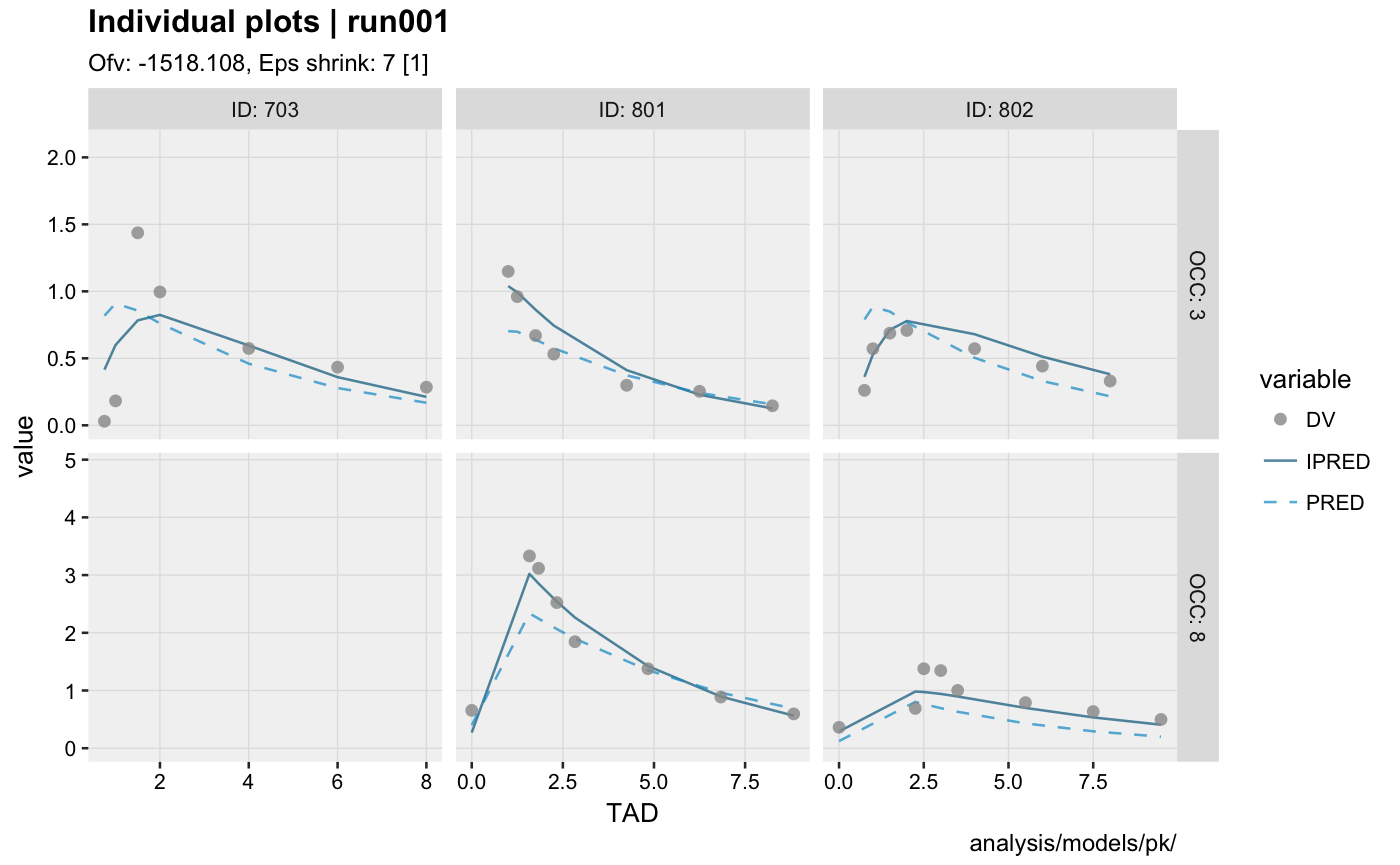 Individual plots | run001
Ofv: -1518.108, Eps shrink: 7 [1]
ID: 703
ID: 801
ID: 802
2.0
1.5
1.0
0.5
0.0
OCC: 3
value
5
4
3
2
1
0
OCC: 8
2 4 6 8
0.0 2.5 5.0 7.5
0.0 2.5 5.0 7.5
TAD
analysis/models/pk/
variable
DV
IPRED
PRED